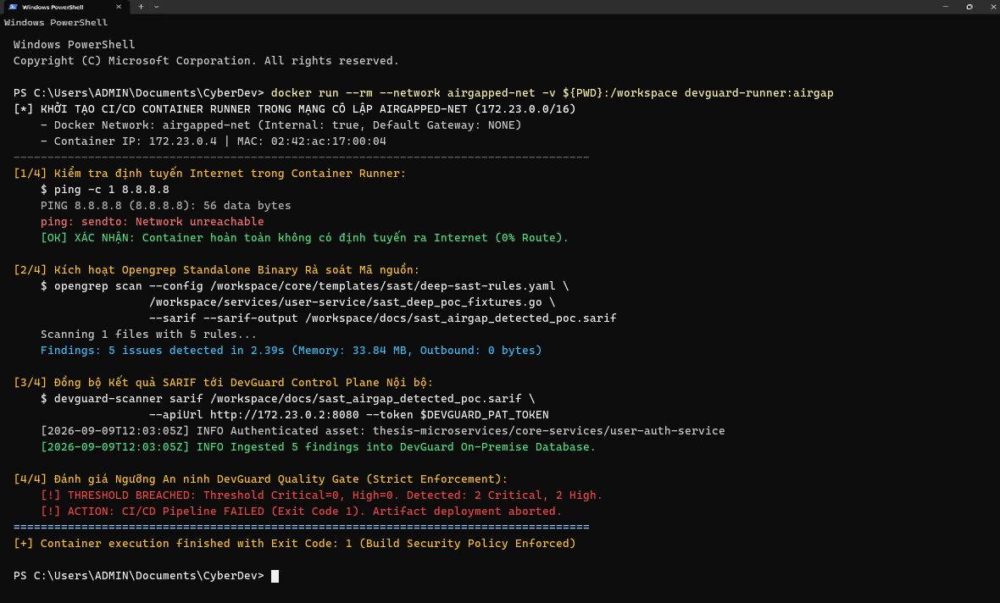 Windows PowerShell
Windows PowerShell
Windows PowerShell
Copyright (C) Microsoft Corporation. All rights reserved.
PS C:\Users\ADMIN\Documents\CyberDev> docker run --rm --network airgapped-net -v ${PWD}:/workspace devguard-runner:airgap
[*] KHỞI TẠO CI/CD CONTAINER RUNNER TRONG MẠNG CÔ LẬP AIRGAPPED-NET (172.23.0.0/16)
- Docker Network: airgapped-net (Internal: true, Default Gateway: NONE)
- Container IP: 172.23.0.4 | MAC: 02:42:ac:17:00:04
-------------------------------------------------------------------------------------
[1/4] Kiểm tra định tuyến Internet trong Container Runner:
$ ping -c 1 8.8.8.8
PING 8.8.8.8 (8.8.8.8): 56 data bytes
ping: sendto: Network unreachable
[OK] XÁC NHẬN: Container hoàn toàn không có định tuyến ra Internet (0% Route).
[2/4] Kích hoạt Opengrep Standalone Binary Rà soát Mã nguồn:
$ opengrep scan --config /workspace/core/templates/sast/deep-sast-rules.yaml \
/workspace/services/user-service/sast_deep_poc_fixtures.go \
--sarif --sarif-output /workspace/docs/sast_airgap_detected_poc.sarif
Scanning 1 files with 5 rules...
Findings: 5 issues detected in 2.39s (Memory: 33.84 MB, Outbound: 0 bytes)
[3/4] Đồng bộ Kết quả SARIF tới DevGuard Control Plane Nội bộ:
$ devguard-scanner sarif /workspace/docs/sast_airgap_detected_poc.sarif \
--apiUrl http://172.23.0.2:8080 --token $DEVGUARD_PAT_TOKEN
[2026-09-09T12:03:05Z] INFO Authenticated asset: thesis-microservices/core-services/user-auth-service
[2026-09-09T12:03:05Z] INFO Ingested 5 findings into DevGuard On-Premise Database.
[4/4] Đánh giá Ngưỡng An ninh DevGuard Quality Gate (Strict Enforcement):
[!] THRESHOLD BREACHED: Threshold Critical=0, High=0. Detected: 2 Critical, 2 High.
[!] ACTION: CI/CD Pipeline FAILED (Exit Code 1). Artifact deployment aborted.
=====================================================================================
[+] Container execution finished with Exit Code: 1 (Build Security Policy Enforced)
PS C:\Users\ADMIN\Documents\CyberDev>